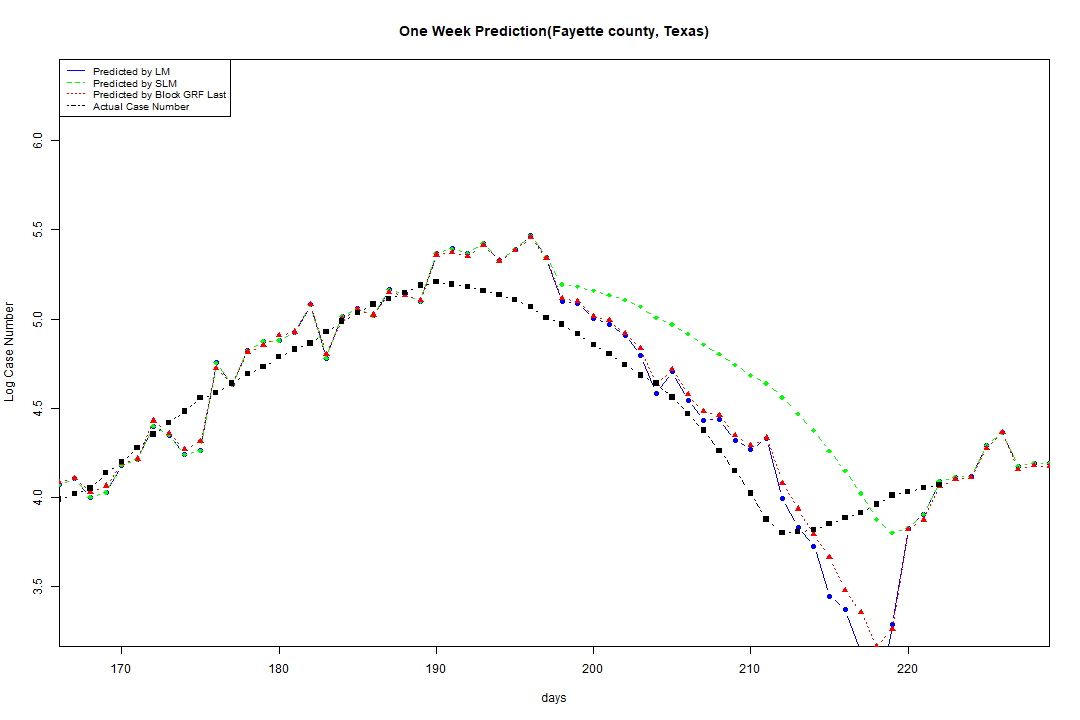 One Week Prediction(Fayette county, Texas)
Predicted by LM
Predicted by SLM
Predicted by Block GRF Last
Actual Case Number
6.0
5.5
5.0
4.5
4.0
3.5
Log Case Number
170 180 190 200 210 220
days